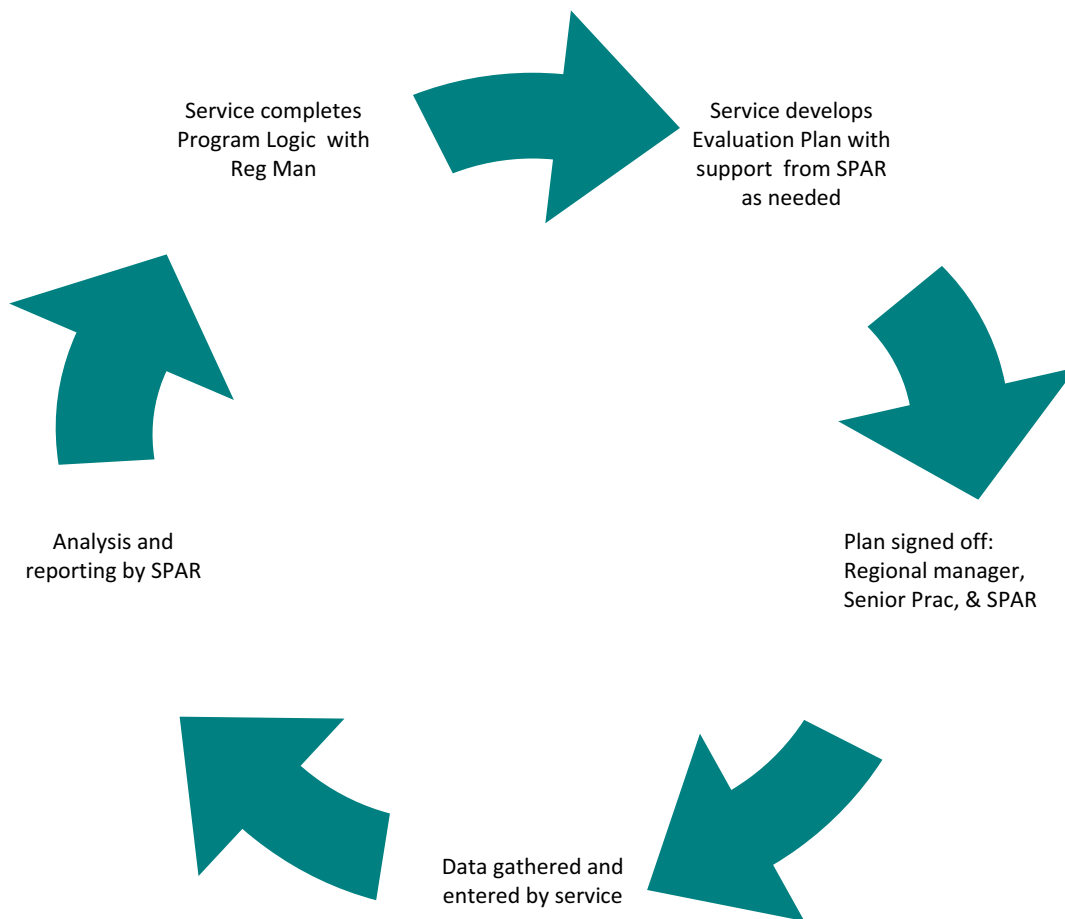 Service completes
Program Logic  with
Reg Man
Service develops
Evaluation Plan with
support  from SPAR
as needed
Plan signed off:
Regional manager,
Senior Prac, & SPAR
Data gathered and
entered by service
Analysis and
reporting by SPAR